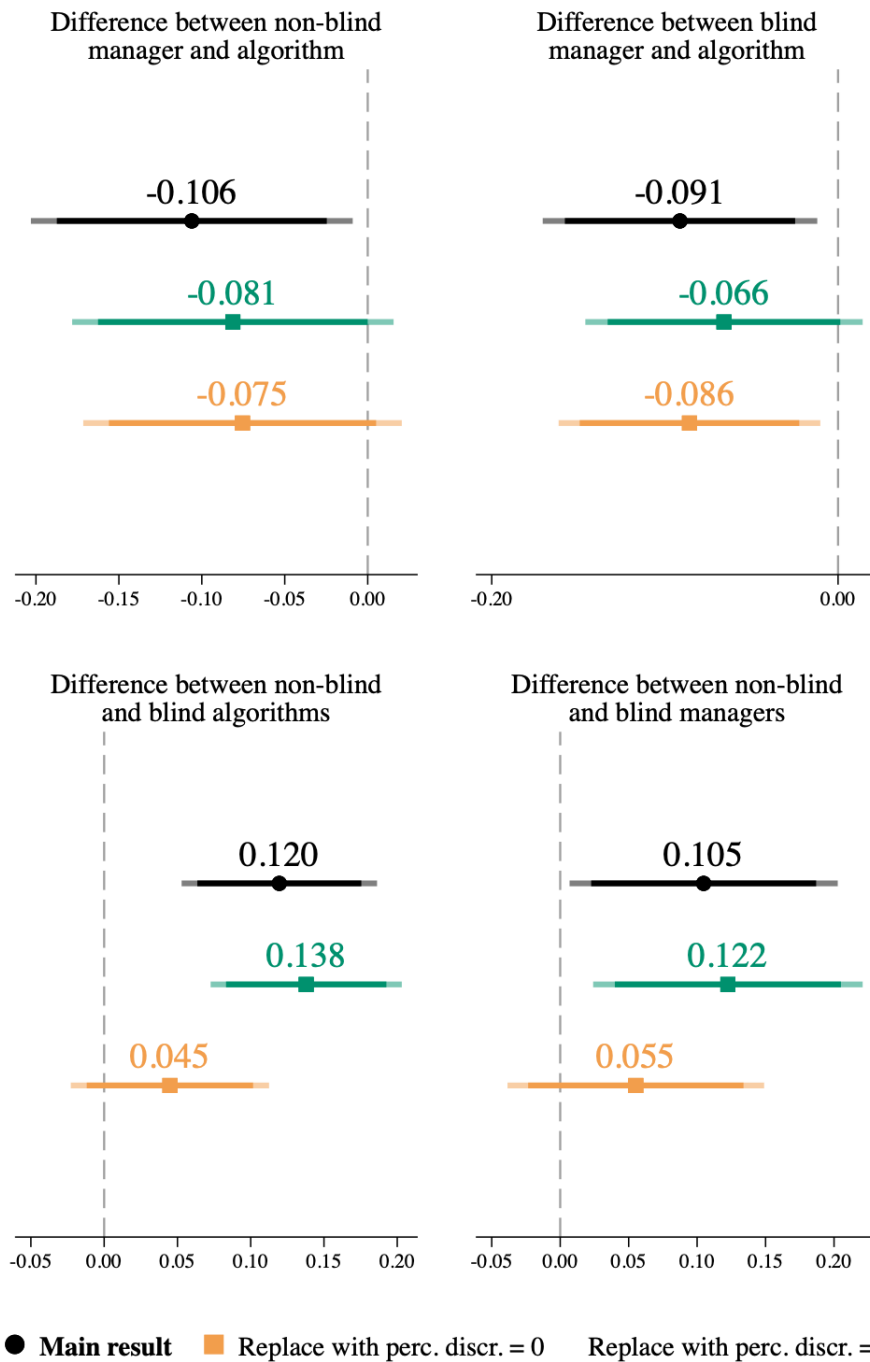 Difference between non-blind
manager and algorithm
-0.106
-0.081
-0.075
-0.20 -0.15 -0.10 -0.05 0.00
Difference between blind
manager and algorithm
-0.091
-0.066
-0.086
-0.20 0.00
Difference between non-blind
and blind algorithms
0.120
0.138
0.045
-0.05 0.00 0.05 0.10 0.15 0.20
Difference between non-blind
and blind managers
0.105
0.122
0.055
-0.05 0.00 0.05 0.10 0.15 0.20
Main result Replace with perc. discr. = 0 Replace with perc. discr. =